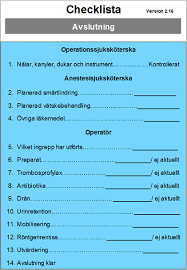 Checklista Version 2.16
Avslutning
Operationssjuksköterska
1. Nålar, kanyler, dukar och instrument.......Kontrollerat
Anestesisjuksköterska
2. Planerad smärtlindring
3. Planerad vätskebehandling
4. Övriga läkemedel
Operatör
5. Vilket ingrepp har utförts
6. Preparat / ej aktuellt
7. Trombosprofylax / ej aktuellt
8. Antibiotika / ej aktuellt
9. Drän / ej aktuellt
10. Urinretention
11. Mobilisering
12. Röntgenremiss / ej aktuellt
13. Utvärdering
14. Avslutning klar